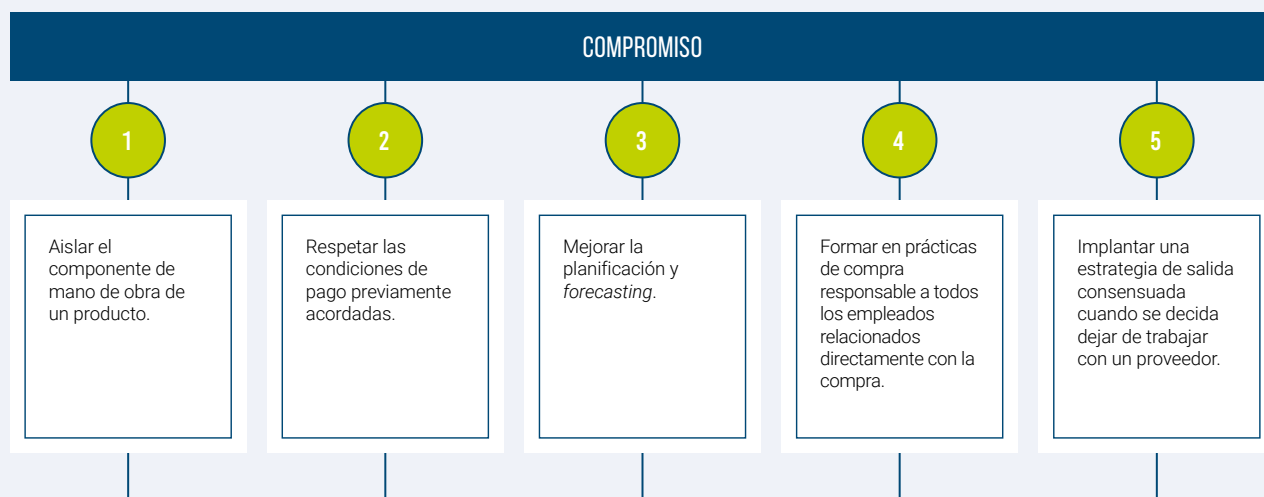 COMPROMISO
1
Aislar el
componente de
mano de obra de
un producto.
2
Respetar las
condiciones de
pago previamente
acordadas.
3
Mejorar la
planificación y
forecasting.
4
Formar en prácticas
de compra
responsable a todos
los empleados
relacionados
directamente con la
compra.
5
Implantar una
estrategia de salida
consensuada
cuando se decida
dejar de trabajar
con un proveedor.